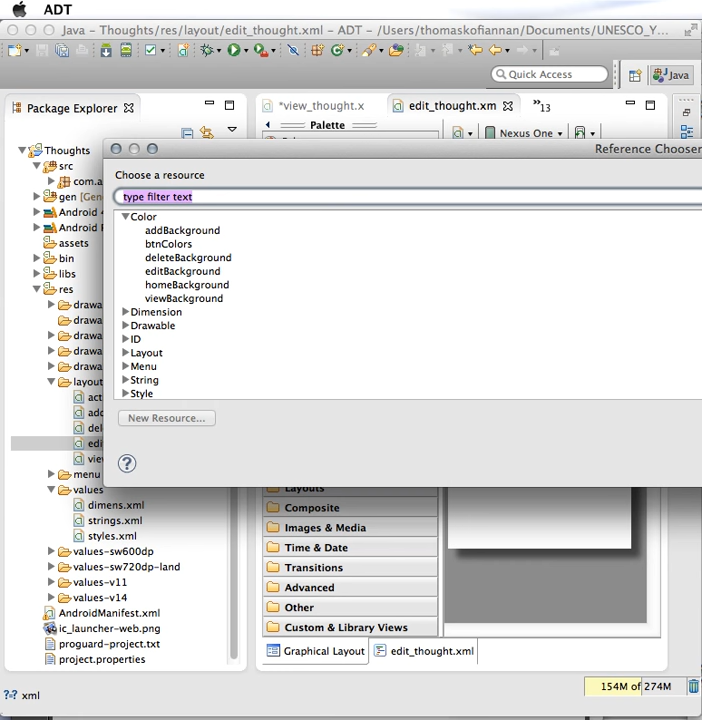 ADT
Java – Thoughts/res/layout/edit_thought.xml – ADT – /Users/thomaskofiannan/Documents/UNESCO_Y...
Quick Access
Java
Package Explorer
*view_thought.x
edit_thought.xm
»13
Palette
Nexus One
Thoughts
src
com.a
gen [Gen
Android 4
Android P
assets
bin
libs
res
drawa
drawa
drawa
drawa
drawa
layou
act
add
del
edi
vie
menu
values
dimens.xml
strings.xml
styles.xml
values-sw600dp
values-sw720dp-land
values-v11
values-v14
AndroidManifest.xml
ic_launcher-web.png
proguard-project.txt
project.properties
Reference Chooser
Choose a resource
type filter text
Color
addBackground
btnColors
deleteBackground
editBackground
homeBackground
viewBackground
Dimension
Drawable
ID
Layout
Menu
String
Style
New Resource...
?
Layouts
Composite
Images & Media
Time & Date
Transitions
Advanced
Other
Custom & Library Views
Graphical Layout
edit_thought.xml
xml
154M of 274M